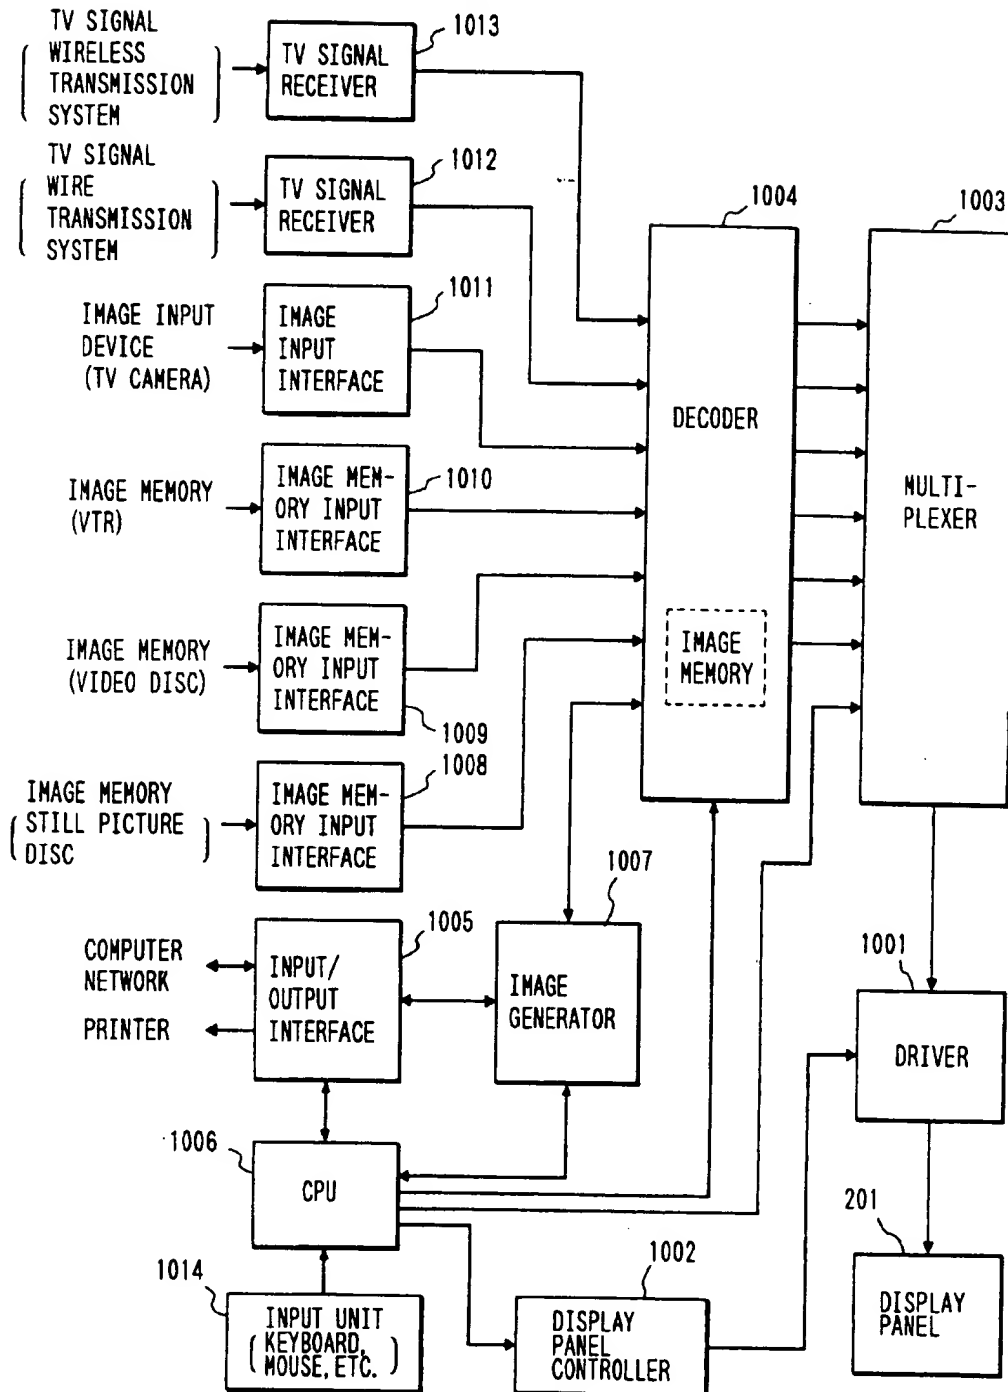 TV SIGNAL
WIRELESS
TRANSMISSION
SYSTEM
TV SIGNAL
RECEIVER
1013
TV SIGNAL
WIRE
TRANSMISSION
SYSTEM
TV SIGNAL
RECEIVER
1012
IMAGE INPUT
DEVICE
(TV CAMERA)
IMAGE
INPUT
INTERFACE
1011
IMAGE MEMORY
(VTR)
IMAGE MEM-
ORY INPUT
INTERFACE
1010
IMAGE MEMORY
(VIDEO DISC)
IMAGE MEM-
ORY INPUT
INTERFACE
1009
IMAGE MEMORY
(STILL PICTURE
DISC)
IMAGE MEM-
ORY INPUT
INTERFACE
1008
1004
DECODER
IMAGE
MEMORY
1003
MULTI-
PLEXER
COMPUTER
NETWORK
PRINTER
INPUT/
OUTPUT
INTERFACE
1005
IMAGE
GENERATOR
1007
1001
DRIVER
1006
CPU
201
DISPLAY
PANEL
1014
INPUT UNIT
(KEYBOARD,
MOUSE, ETC.)
1002
DISPLAY
PANEL
CONTROLLER